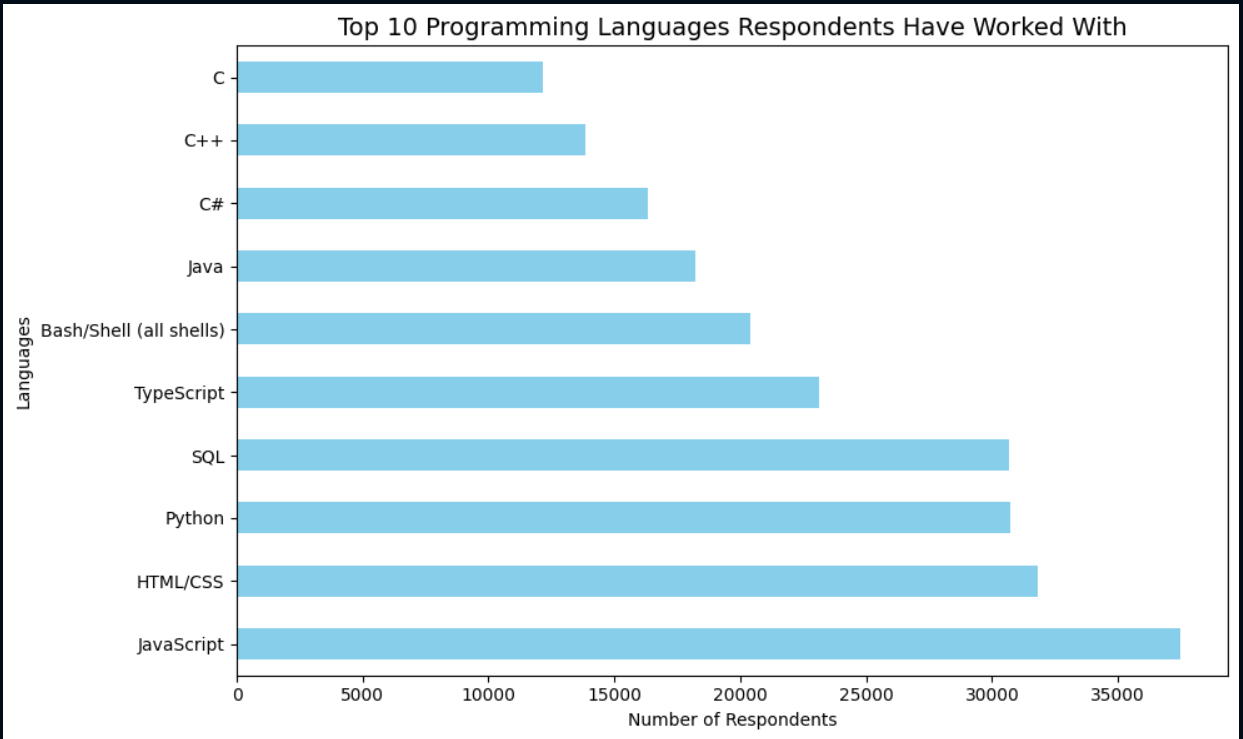 Top 10 Programming Languages Respondents Have Worked With
C
C++
C#
Java
Bash/Shell (all shells)
TypeScript
SQL
Python
HTML/CSS
JavaScript
Languages
0 5000 10000 15000 20000 25000 30000 35000
Number of Respondents